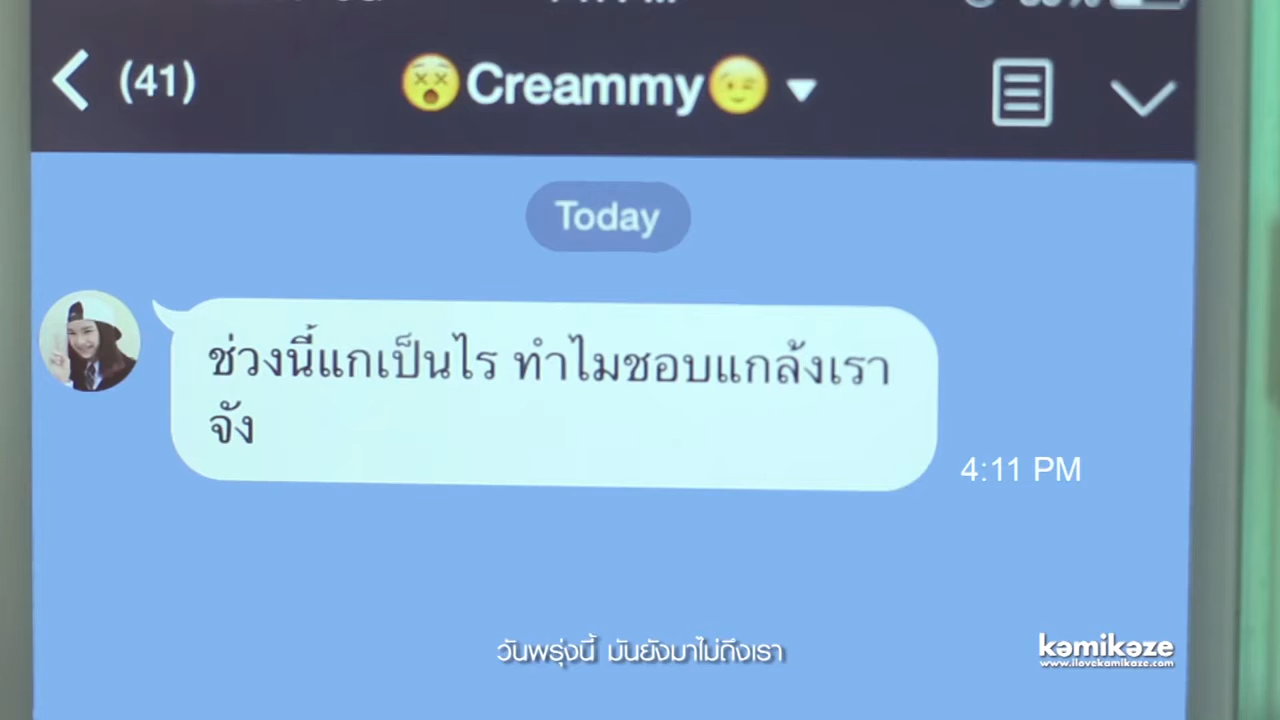 (41)
😵Creammy😉
Today
ช่วงนี้แกเป็นไร ทำไมชอบแกล้งเรา
จัง
4:11 PM
วันพรุ่งนี้ มันยังมาไม่ถึงเรา
kamikaze
www.ilovekamikaze.com